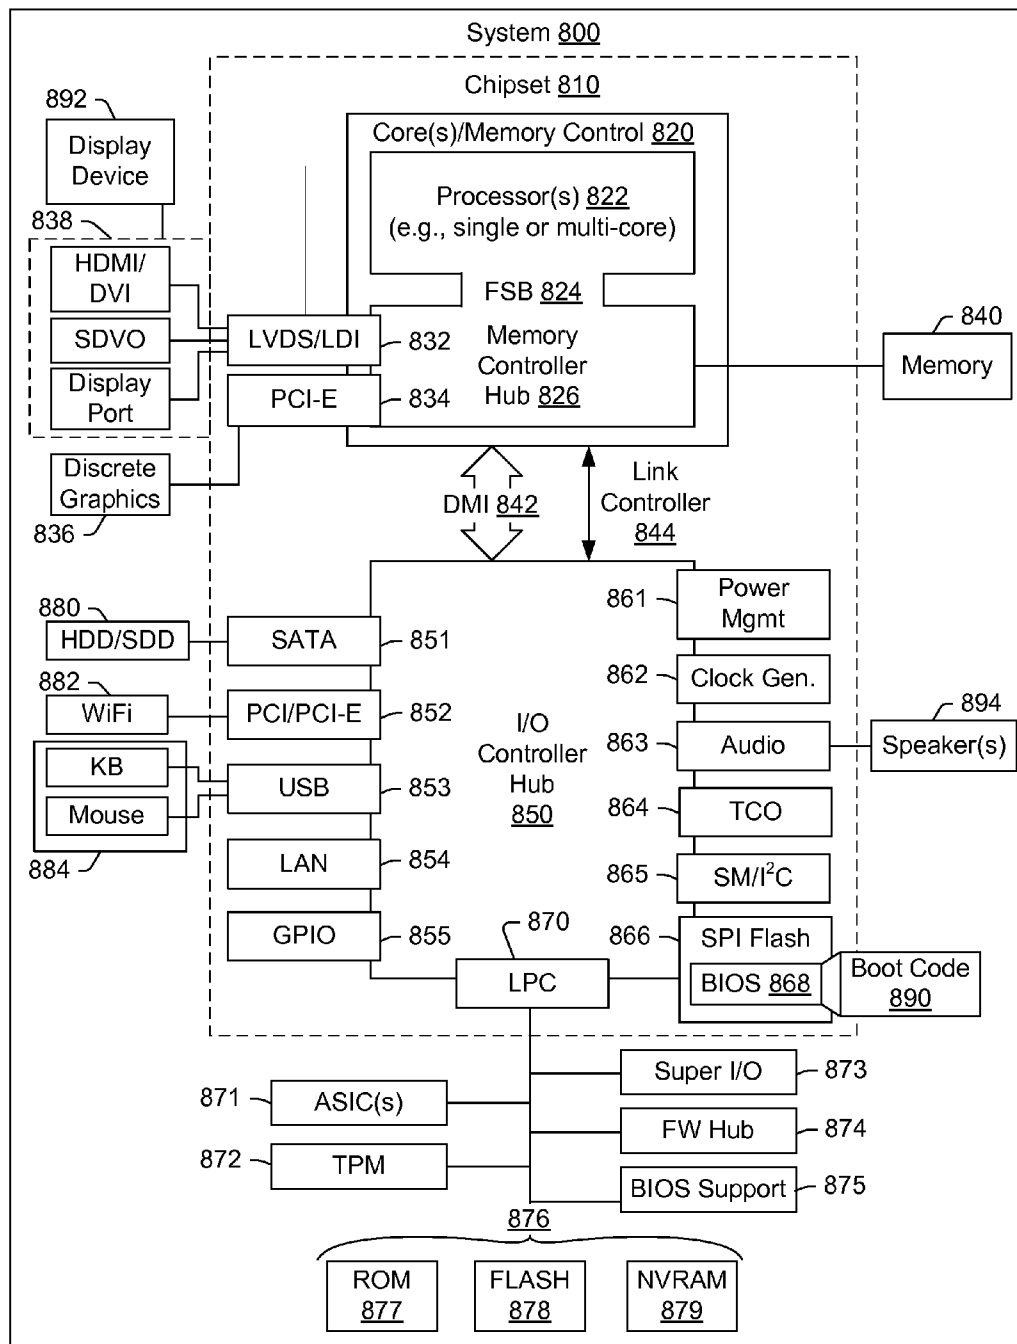 System 800
Chipset 810
892
Display
Device
Core(s)/Memory Control 820
Processor(s) 822
(e.g., single or multi-core)
FSB 824
Memory
Controller
Hub 826
838
HDMI/
DVI
SDVO
Display
Port
LVDS/LDI
832
PCI-E
834
840
Memory
Discrete
Graphics
836
DMI 842
Link
Controller
844
880
HDD/SDD
SATA
851
882
WiFi
PCI/PCI-E
852
KB
Mouse
884
USB
853
LAN
854
GPIO
855
I/O
Controller
Hub
850
861
Power
Mgmt
862
Clock Gen.
863
Audio
894
Speaker(s)
864
TCO
865
SM/I²C
866
SPI Flash
BIOS 868
Boot Code
890
870
LPC
871
ASIC(s)
872
TPM
Super I/O
873
FW Hub
874
BIOS Support
875
876
ROM
877
FLASH
878
NVRAM
879